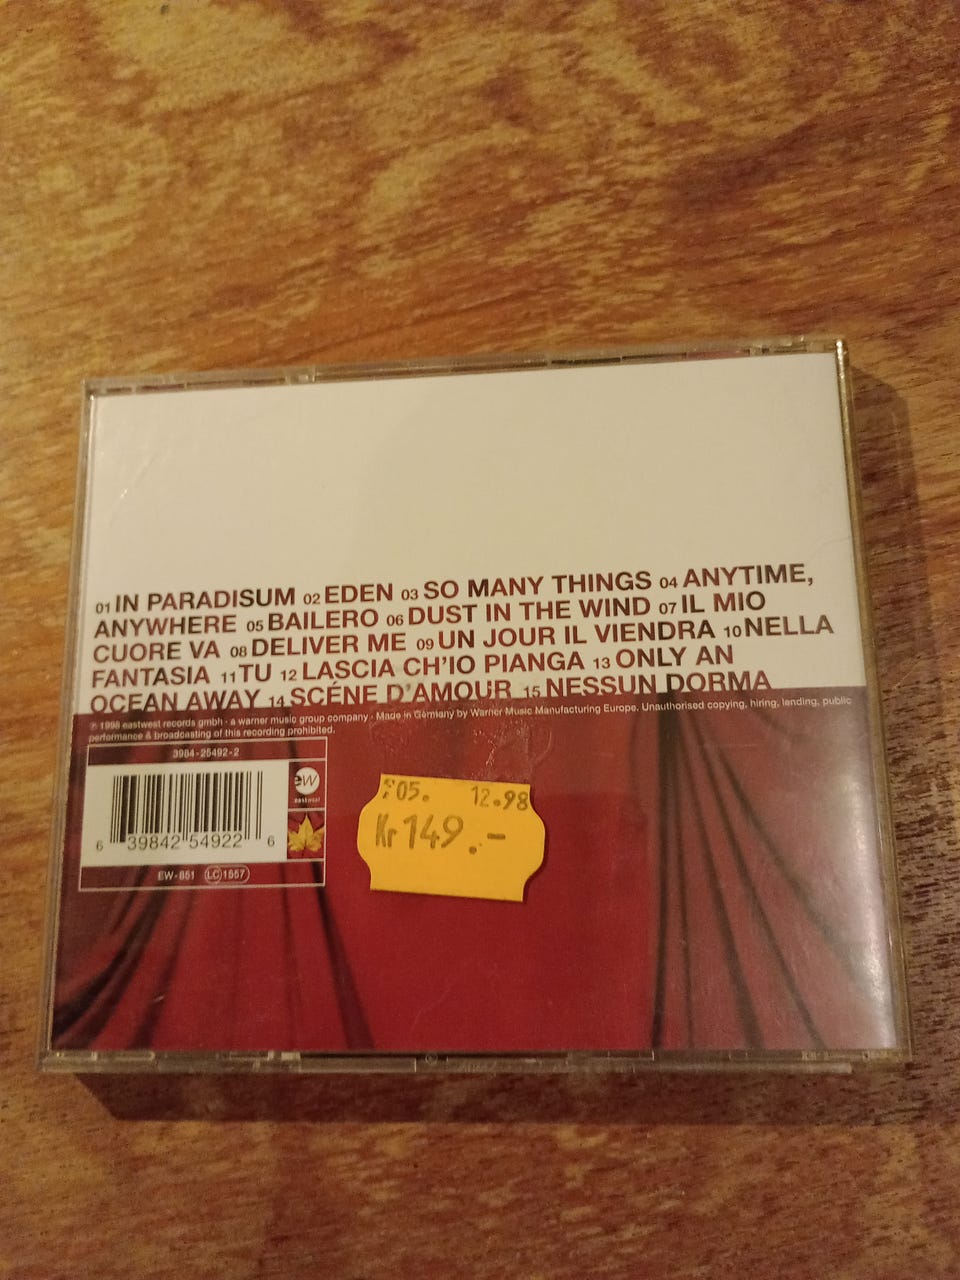 01 IN PARADISUM 02 EDEN 03 SO MANY THINGS 04 ANYTIME,
ANYWHERE 05 BAILERO 06 DUST IN THE WIND 07 IL MIO
CUORE VA 08 DELIVER ME 09 UN JOUR IL VIENDRA 10 NELLA
FANTASIA 11 TU 12 LASCIA CH'IO PIANGA 13 ONLY AN
OCEAN AWAY 14 SCÉNE D'AMOUR 15 NESSUN DORMA
℗ 1998 eastwest records gmbh · a warner music group company · Made in Germany by Warner Music Manufacturing Europe. Unauthorised copying, hiring, lending, public
performance & broadcasting of this recording prohibited.
3984-25492-2
ew
eastwest
6 39842 54922 6
EW-851 LC 1557
05. 12.98
Kr 149.-